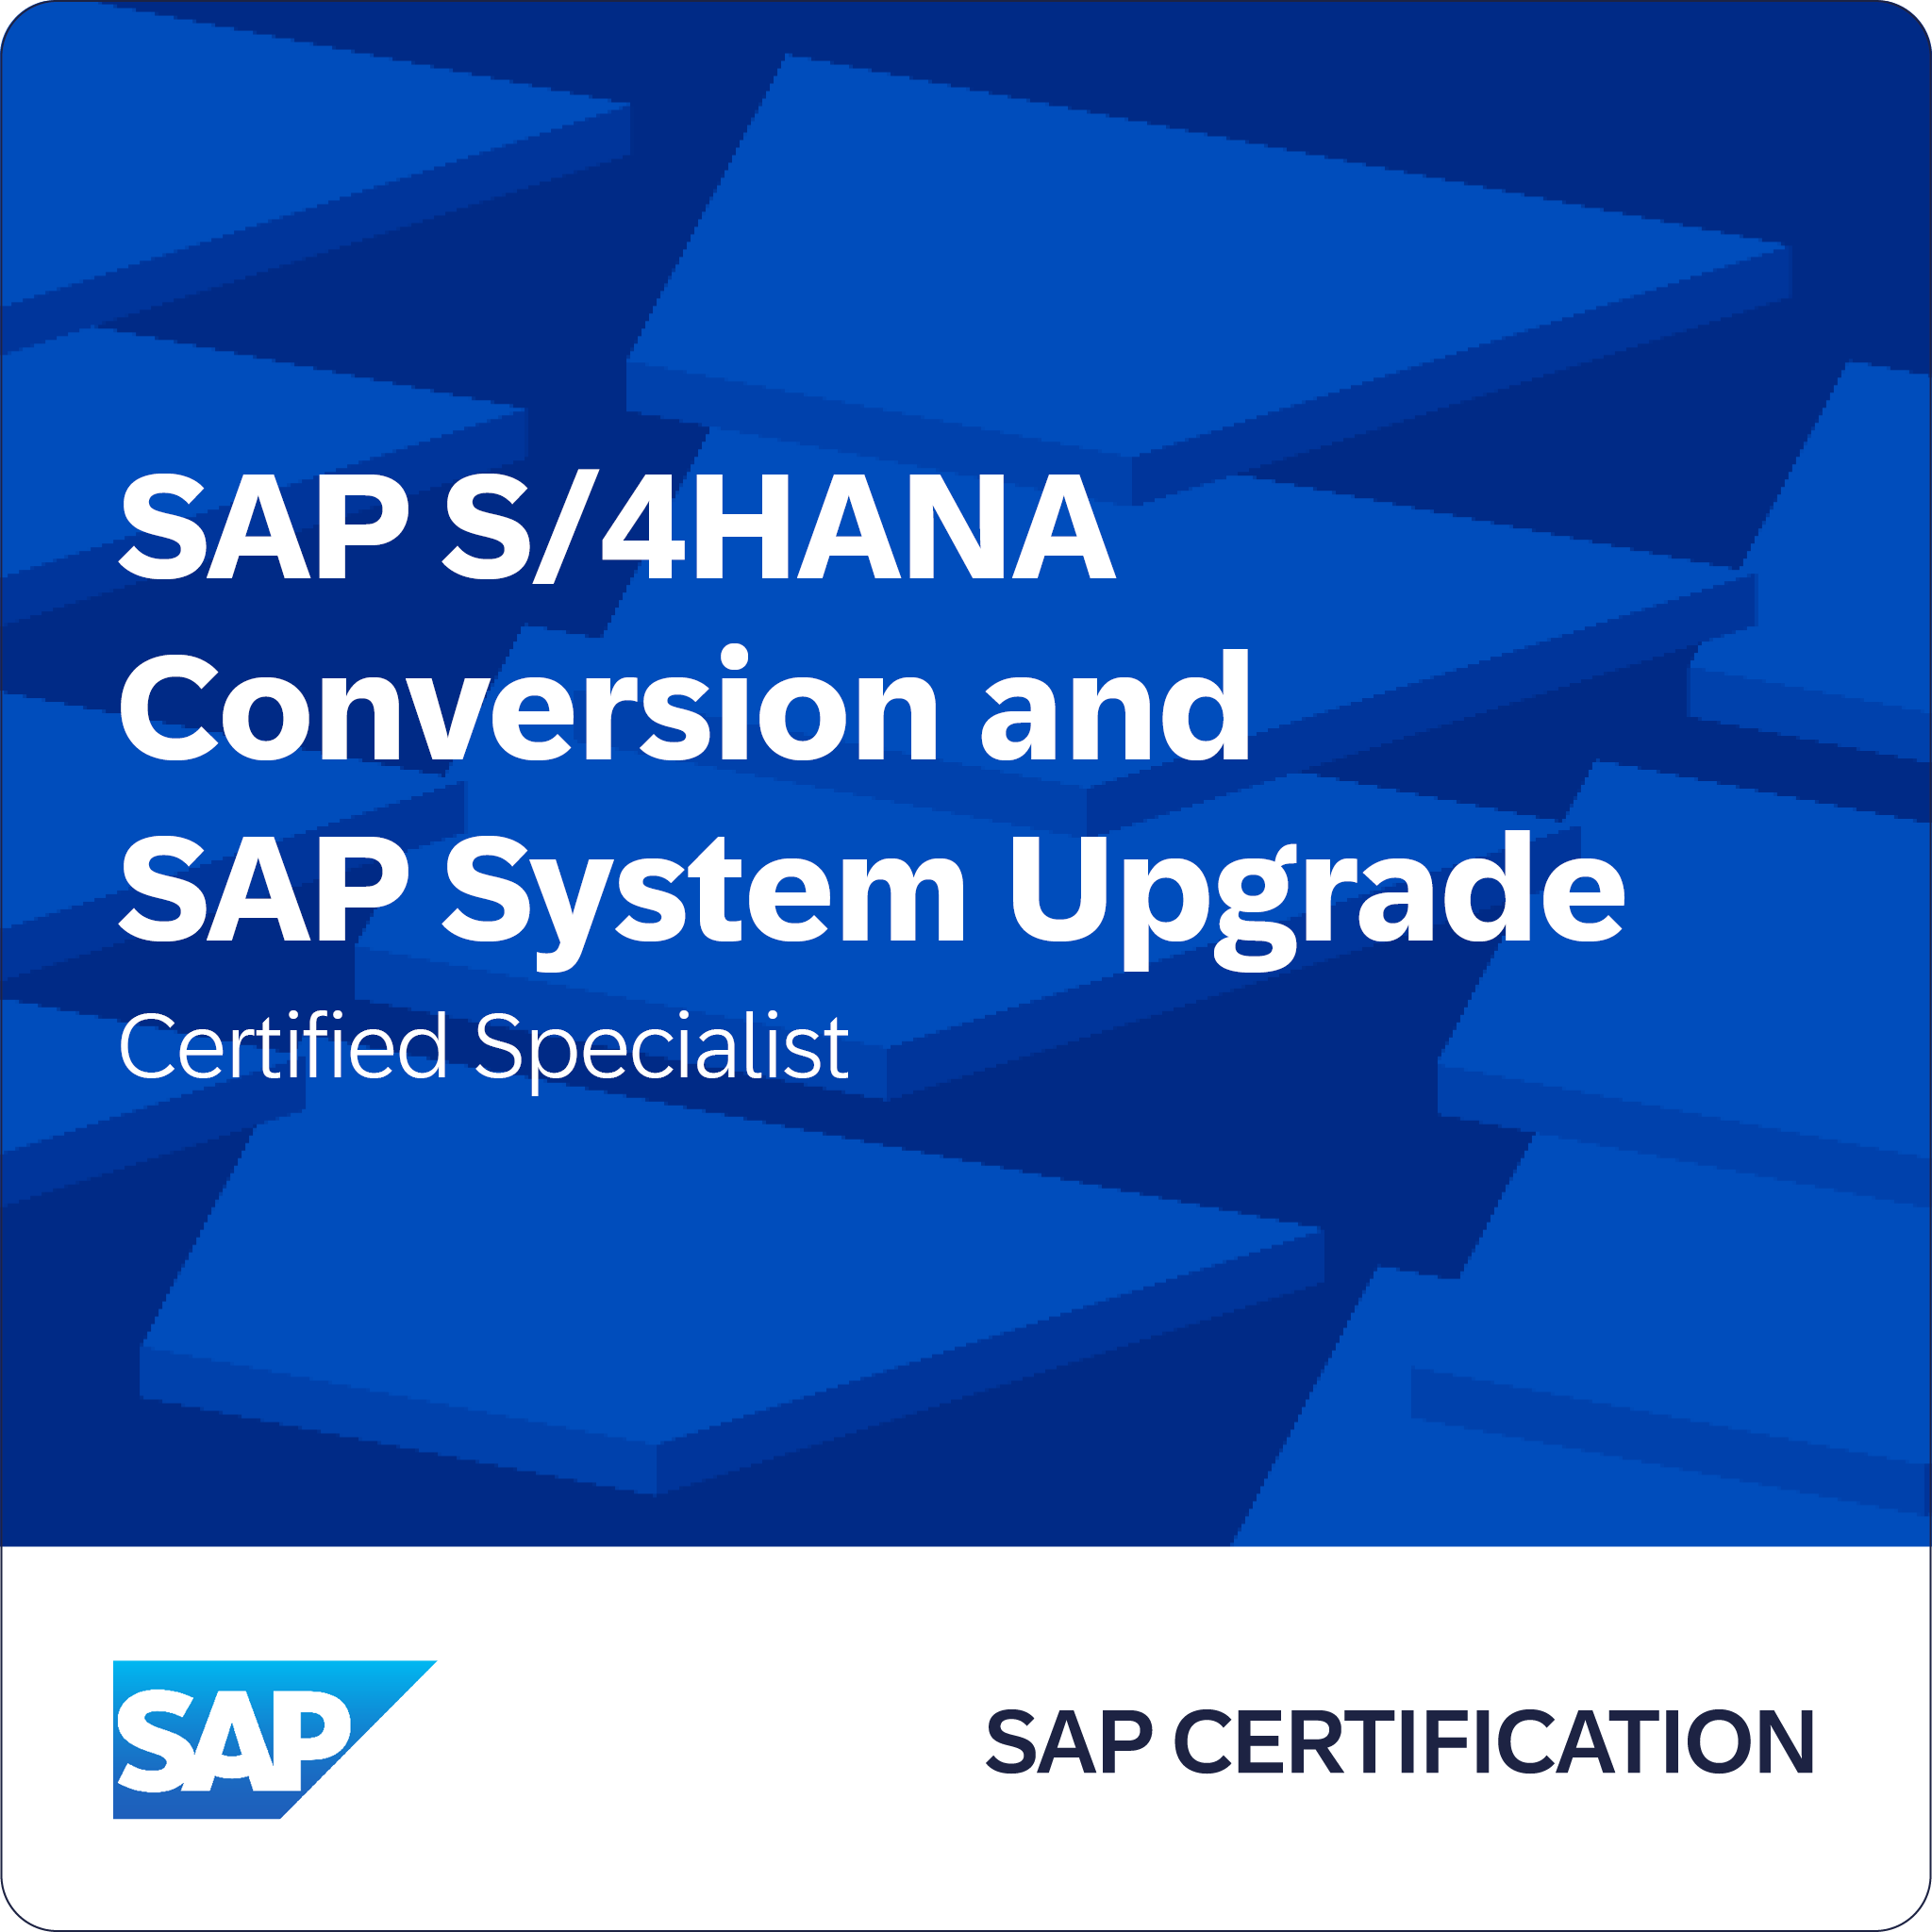 SAP S/4HANA
Conversion and
SAP System Upgrade
Certified Specialist
SAP
SAP CERTIFICATION